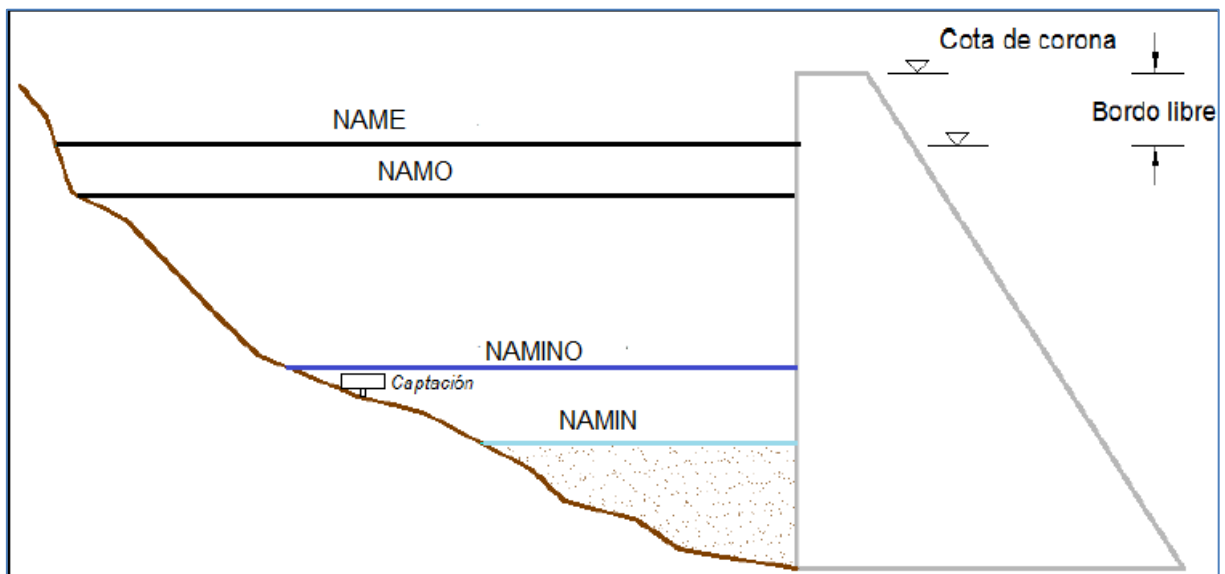 Cota de corona
NAME
Bordo libre
NAMO
NAMINO
Captación
NAMIN